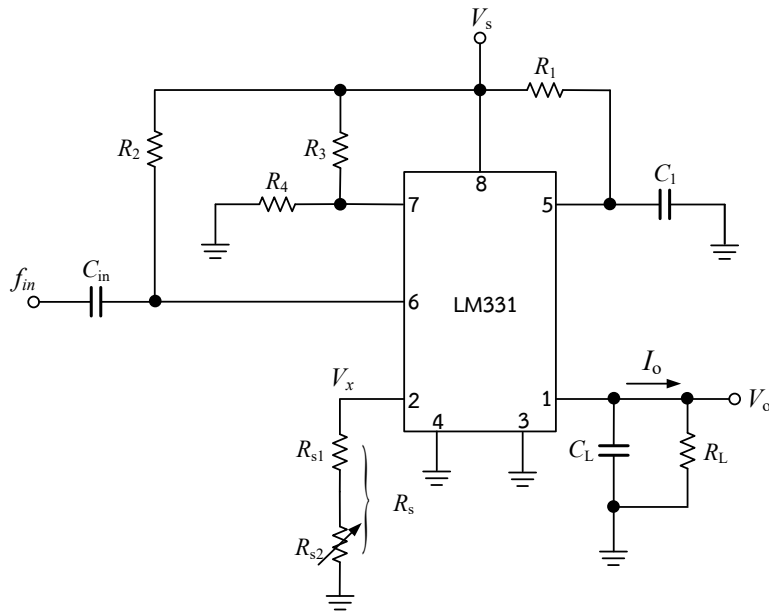 Vs
R1
R2
R3
R4
C1
8
7
5
Cin
fin
6
LM331
Vx
2
1
Io
Vo
4
3
Rs1
CL
RL
Rs
Rs2